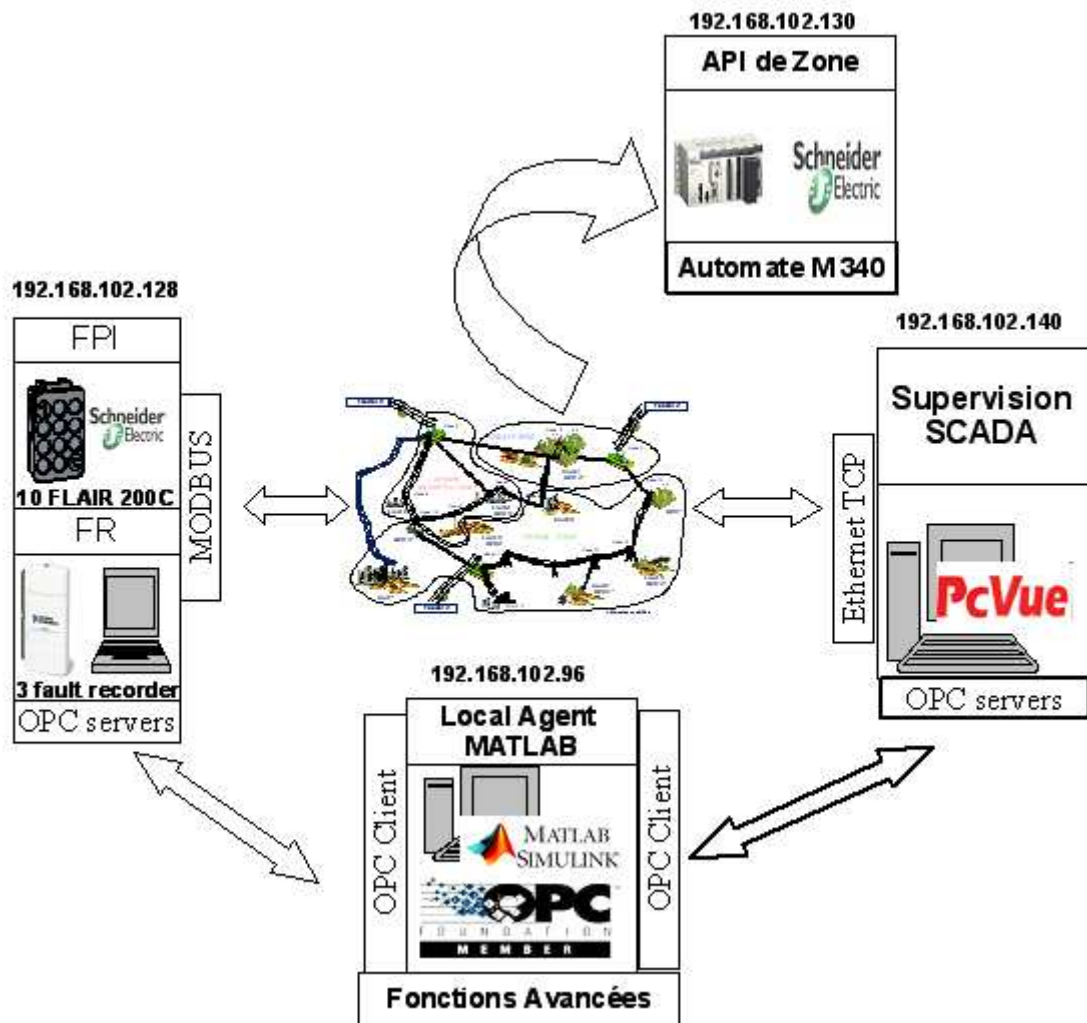 192.168.102.130
API de Zone
Schneider
Electric
Automate M340
192.168.102.128
FPI
Schneider
Electric
10 FLAIR 200C
FR
3 fault recorder
OPC servers
MODBUS
192.168.102.140
Supervision
SCADA
Ethernet TCP
PcVue
OPC servers
192.168.102.96
Local Agent
MATLAB
OPC Client
MATLAB
SIMULINK
OPC
FOUNDATION
MEMBER
OPC Client
Fonctions Avancées